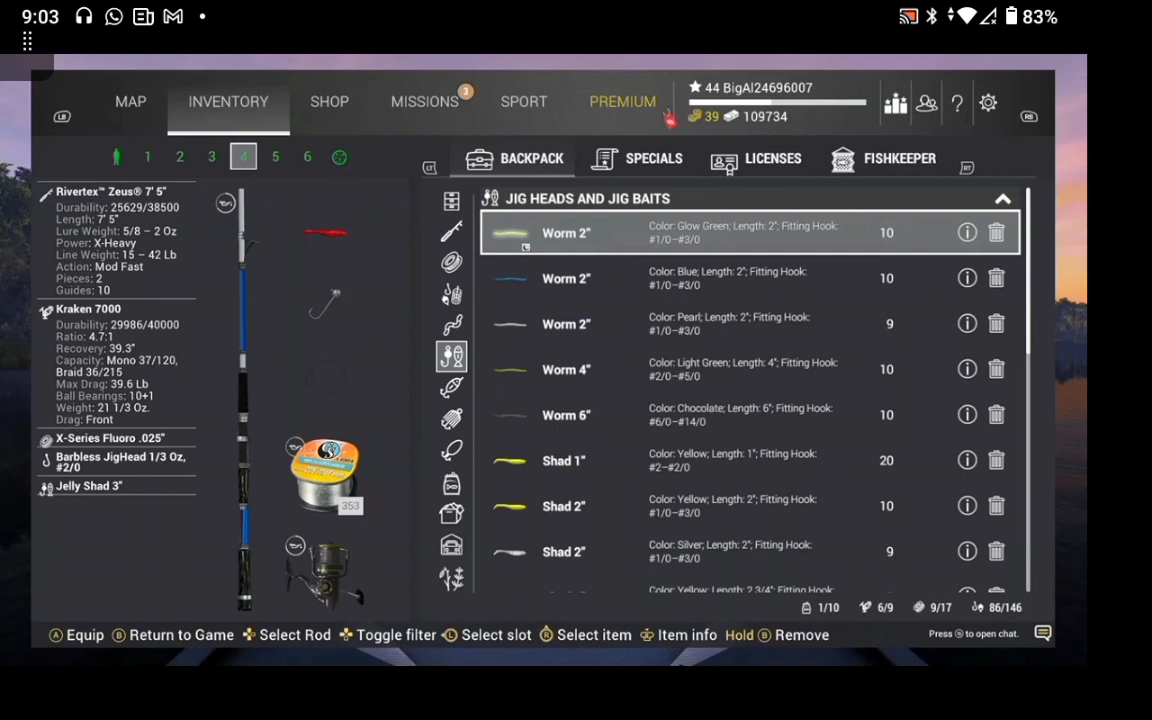 9:03
83%
MAP
INVENTORY
SHOP
MISSIONS
3
SPORT
PREMIUM
44 BigAl24696007
39
109734
LB
RB
1 2 3 4 5 6
LT
BACKPACK
SPECIALS
LICENSES
FISHKEEPER
RT
Rivertex™ Zeus® 7' 5"
Durability: 25629/38500
Length: 7' 5"
Lure Weight: 5/8 – 2 Oz
Power: X-Heavy
Line Weight: 15 – 42 Lb
Action: Mod Fast
Pieces: 2
Guides: 10
Kraken 7000
Durability: 29986/40000
Ratio: 4.7:1
Recovery: 39.3"
Capacity: Mono 37/120,
Braid 36/215
Max Drag: 39.6 Lb
Ball Bearings: 10+1
Weight: 21 1/3 Oz.
Drag: Front
X-Series Fluoro .025"
Barbless JigHead 1/3 Oz,
#2/0
Jelly Shad 3"
353
JIG HEADS AND JIG BAITS
Worm 2"
Color: Glow Green; Length: 2"; Fitting Hook:
#1/0–#3/0
10
Worm 2"
Color: Blue; Length: 2"; Fitting Hook:
#1/0–#3/0
10
Worm 2"
Color: Pearl; Length: 2"; Fitting Hook:
#1/0–#3/0
9
Worm 4"
Color: Light Green; Length: 4"; Fitting Hook:
#2/0–#5/0
10
Worm 6"
Color: Chocolate; Length: 6"; Fitting Hook:
#6/0–#14/0
10
Shad 1"
Color: Yellow; Length: 1"; Fitting Hook:
#2–#2/0
20
Shad 2"
Color: Yellow; Length: 2"; Fitting Hook:
#1/0–#3/0
10
Shad 2"
Color: Silver; Length: 2"; Fitting Hook:
#1/0–#3/0
9
Color: Yellow; Length: 2 3/4"; Fitting Hook:
1/10
6/9
9/17
86/146
A Equip B Return to Game Select Rod Toggle filter L Select slot R Select item Item info Hold B Remove
Press to open chat.